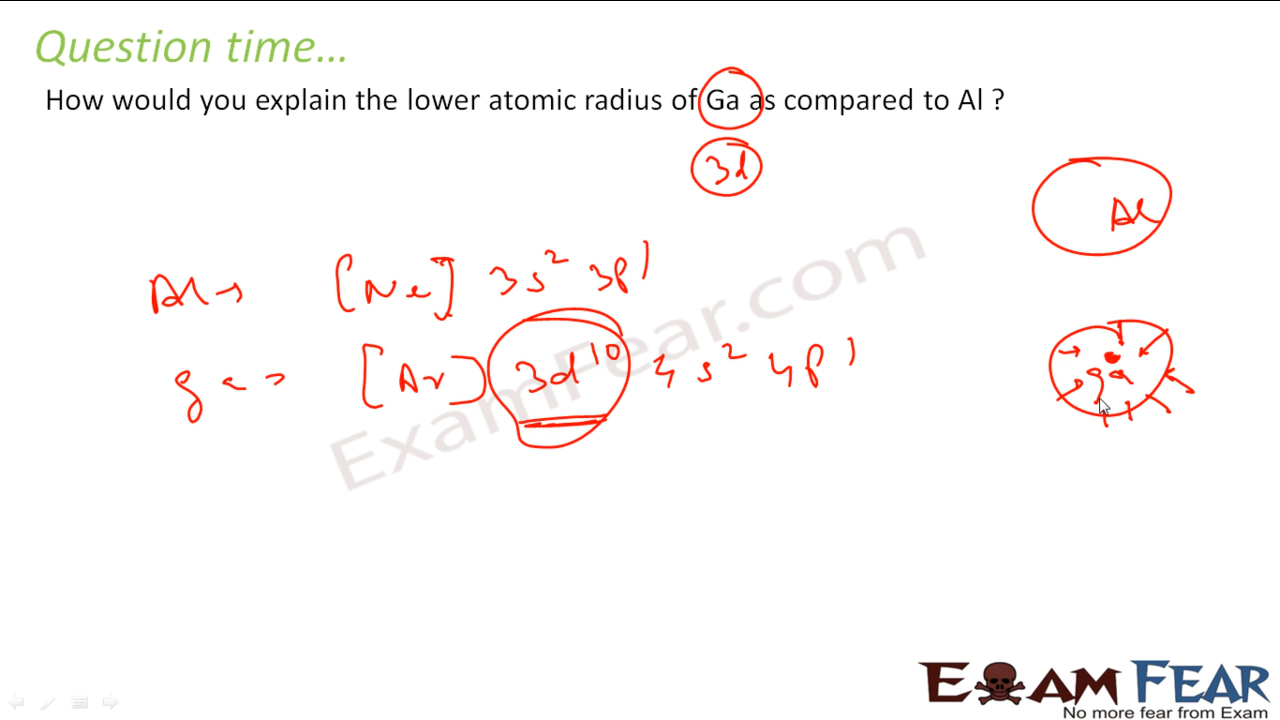 Question time...
How would you explain the lower atomic radius of Ga as compared to Al ?
3d
Al
Al → [Ne] 3s² 3p¹
ga → [Ar) 3d¹⁰ 4s² 4p¹
ga
ExamFear.com
EXAM FEAR
No more fear from Exam